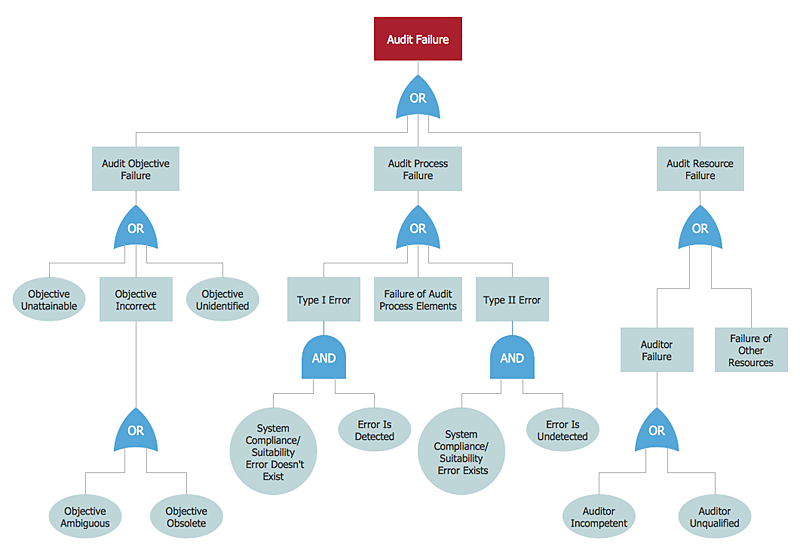 Audit Failure
OR
Audit Objective
Failure
Audit Process
Failure
Audit Resource
Failure
OR
OR
OR
Objective
Unattainable
Objective
Incorrect
Objective
Unidentified
Type I Error
Failure of Audit
Process Elements
Type II Error
Auditor
Failure
Failure of
Other
Resources
AND
AND
OR
System
Compliance/
Suitability
Error Doesn't
Exist
Error Is
Detected
System
Compliance/
Suitability
Error Exists
Error Is
Undetected
OR
Objective
Ambiguous
Objective
Obsolete
Auditor
Incompetent
Auditor
Unqualified